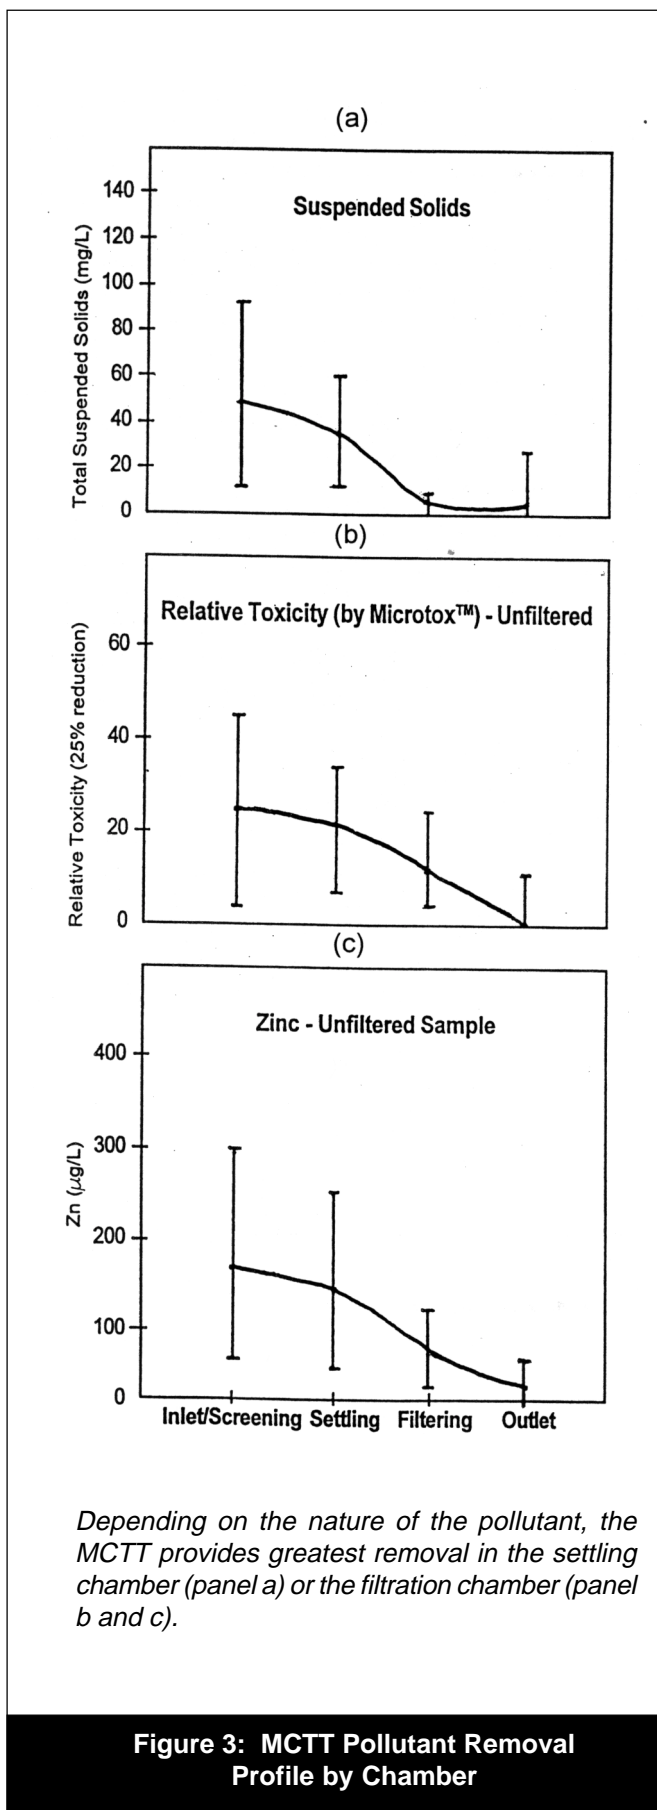 (a)
Suspended Solids
Total Suspended Solids (mg/L)
140
120
100
80
60
40
20
0
(b)
Relative Toxicity (by Microtox™) - Unfiltered
Relative Toxicity (25% reduction)
60
40
20
0
(c)
Zinc - Unfiltered Sample
Zn (µg/L)
400
300
200
100
0
Inlet/Screening Settling Filtering Outlet
Depending on the nature of the pollutant, the
MCTT provides greatest removal in the settling
chamber (panel a) or the filtration chamber (panel
b and c).
Figure 3: MCTT Pollutant Removal
Profile by Chamber